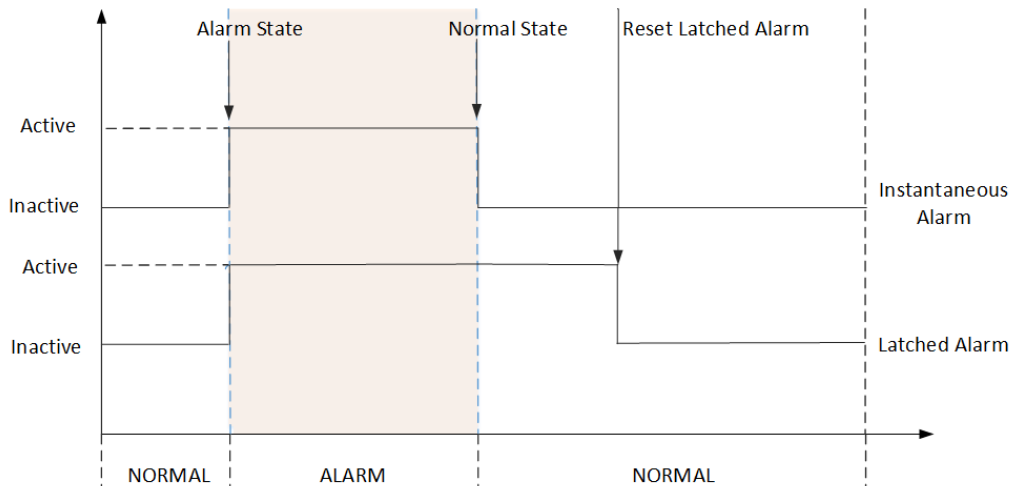 Alarm State
Normal State
Reset Latched Alarm
Active
Inactive
Instantaneous
Alarm
Active
Inactive
Latched Alarm
NORMAL
ALARM
NORMAL